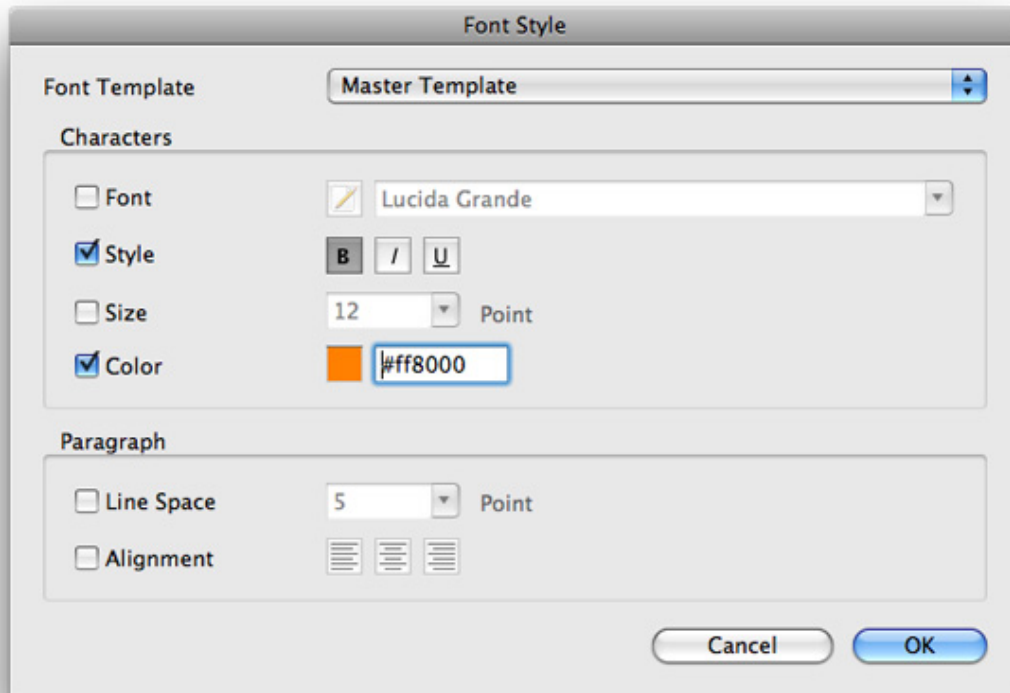 Font Style
Font Template Master Template
Characters
Font Lucida Grande
Style B I U
Size 12 Point
Color #ff8000
Paragraph
Line Space 5 Point
Alignment
Cancel OK